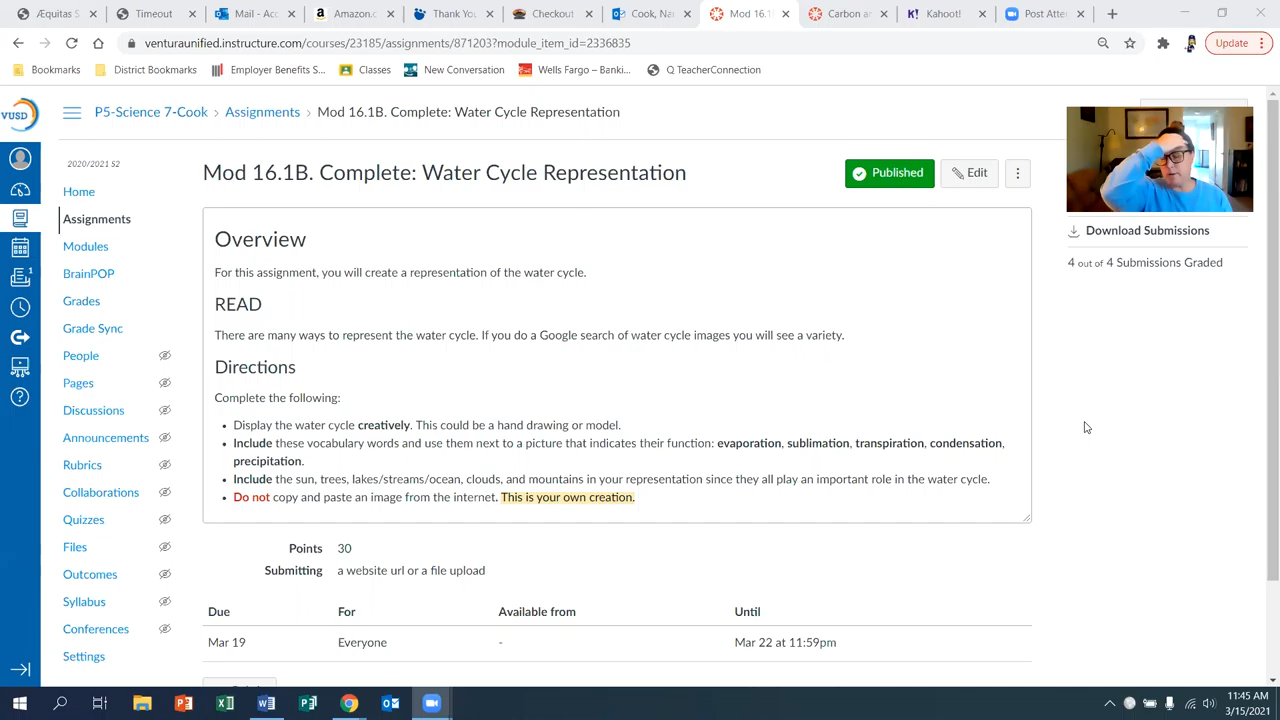 Æquitas S
Timeout
Mail - Acc
Amazon.c
Thank You
Checkout
Cook, Na
Mod 16.1
Carbon ar
Kahoot!
Post Atte
venturaunified.instructure.com/courses/23185/assignments/871203?module_item_id=2336835
Update
Bookmarks
District Bookmarks
Employer Benefits S...
Classes
New Conversation
Wells Fargo – Banki...
Q TeacherConnection
VUSD
P5-Science 7-Cook
Assignments
Mod 16.1B. Complete: Water Cycle Representation
2020/2021 S2
Home
Assignments
Modules
BrainPOP
Grades
Grade Sync
People
Pages
Discussions
Announcements
Rubrics
Collaborations
Quizzes
Files
Outcomes
Syllabus
Conferences
Settings
1
Mod 16.1B. Complete: Water Cycle Representation
Published
Edit
Overview
For this assignment, you will create a representation of the water cycle.
READ
There are many ways to represent the water cycle. If you do a Google search of water cycle images you will see a variety.
Directions
Complete the following:
Display the water cycle creatively. This could be a hand drawing or model.
Include these vocabulary words and use them next to a picture that indicates their function: evaporation, sublimation, transpiration, condensation,
precipitation.
Include the sun, trees, lakes/streams/ocean, clouds, and mountains in your representation since they all play an important role in the water cycle.
Do not copy and paste an image from the internet. This is your own creation.
Points 30
Submitting a website url or a file upload
Due For Available from Until
Mar 19 Everyone - Mar 22 at 11:59pm
Download Submissions
4 out of 4 Submissions Graded
11:45 AM
3/15/2021